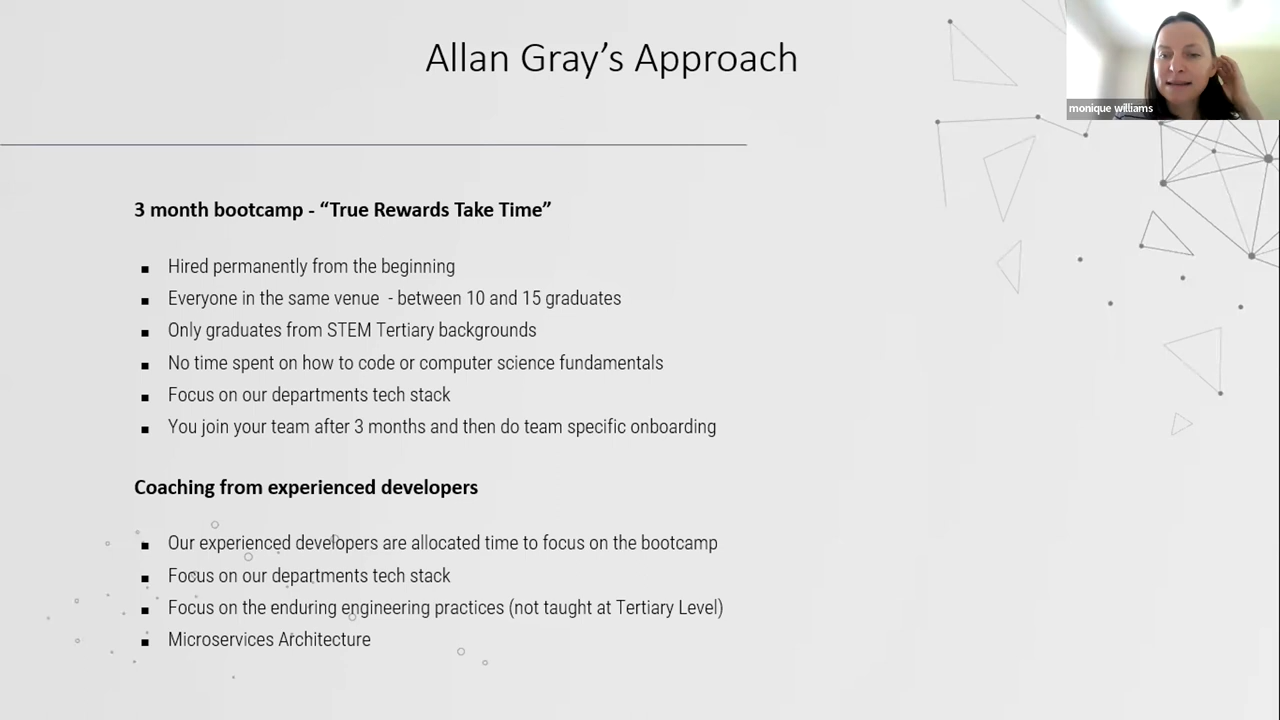 Allan Gray’s Approach
monique williams
3 month bootcamp - “True Rewards Take Time”
▪ Hired permanently from the beginning
▪ Everyone in the same venue - between 10 and 15 graduates
▪ Only graduates from STEM Tertiary backgrounds
▪ No time spent on how to code or computer science fundamentals
▪ Focus on our departments tech stack
▪ You join your team after 3 months and then do team specific onboarding
Coaching from experienced developers
▪ Our experienced developers are allocated time to focus on the bootcamp
▪ Focus on our departments tech stack
▪ Focus on the enduring engineering practices (not taught at Tertiary Level)
▪ Microservices Architecture